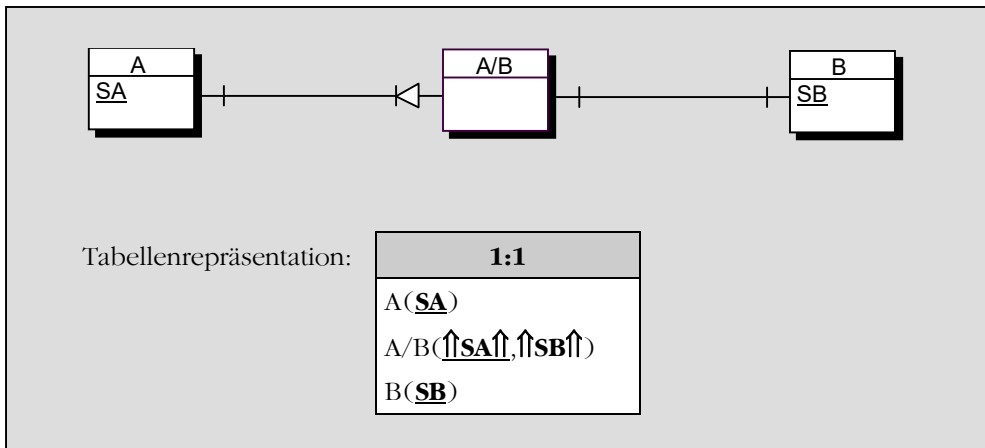 A
SA
A/B
B
SB
Tabellenrepräsentation:
1:1
A(SA)
A/B(⇑SA⇑,⇑SB⇑)
B(SB)